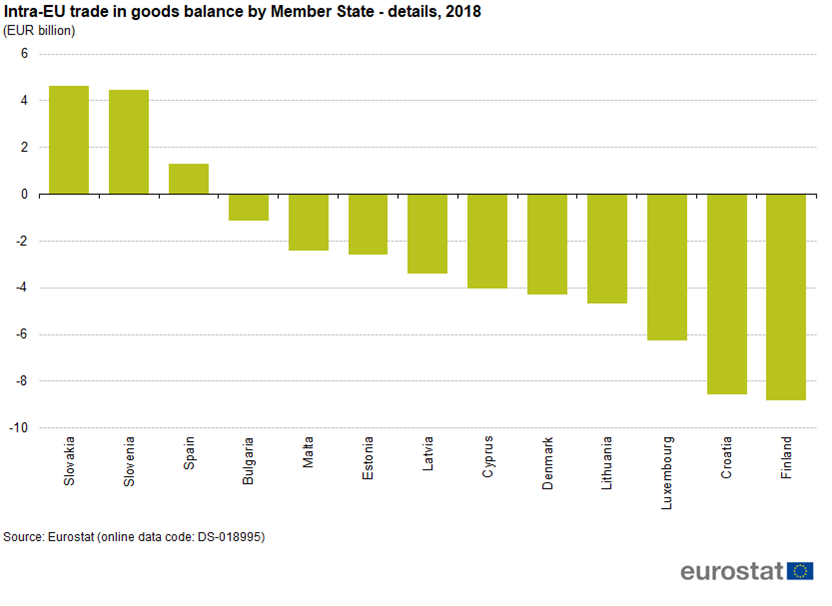 Intra-EU trade in goods balance by Member State - details, 2018
(EUR billion)
6
4
2
0
-2
-4
-6
-8
-10
Slovakia
Slovenia
Spain
Bulgaria
Malta
Estonia
Latvia
Cyprus
Denmark
Lithuania
Luxembourg
Croatia
Finland
Source: Eurostat (online data code: DS-018995)
eurostat